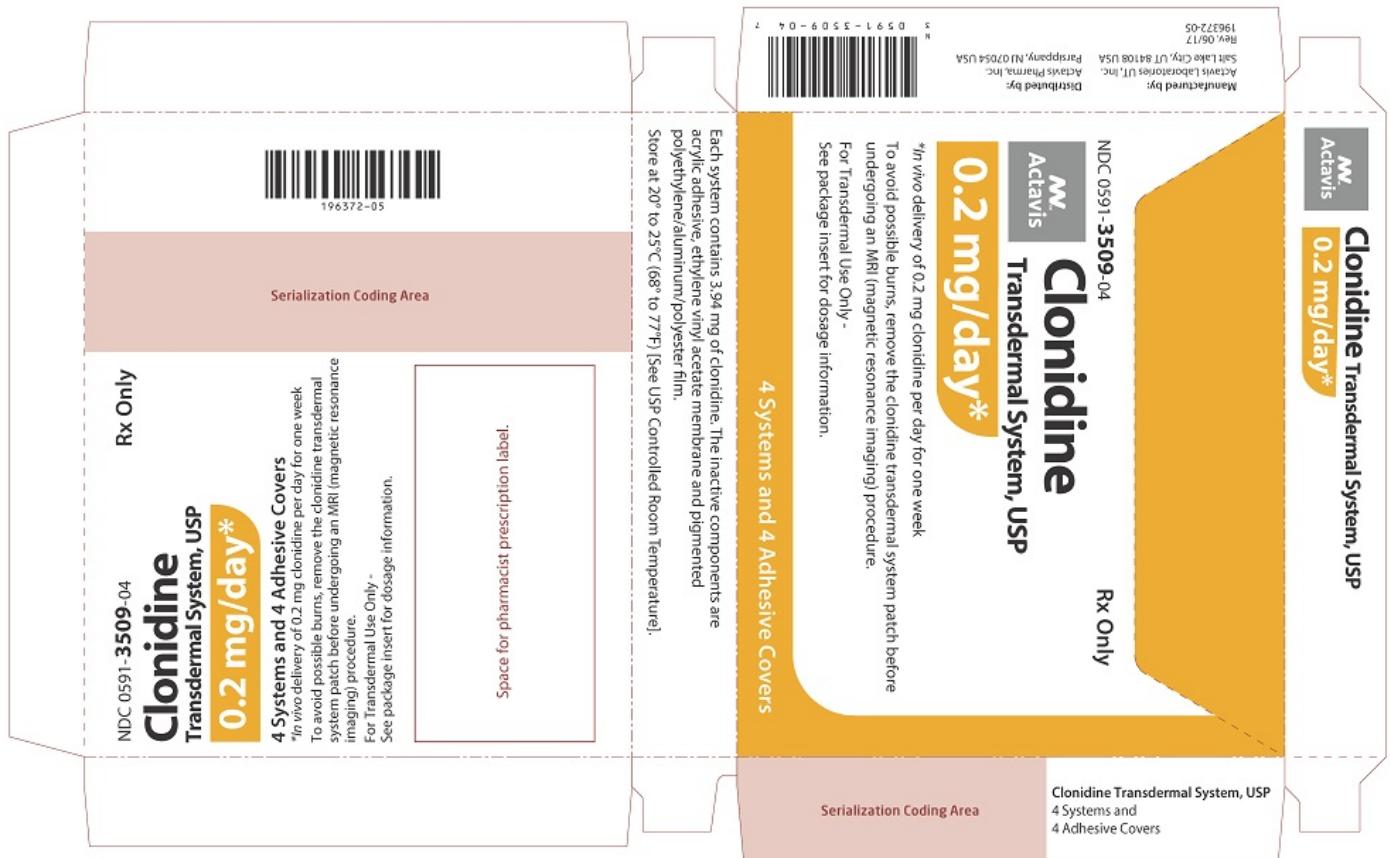 196372-05
Serialization Coding Area
NDC 0591-3509-04
Rx Only
Clonidine
Transdermal System, USP
0.2 mg/day*
4 Systems and 4 Adhesive Covers
*In vivo delivery of 0.2 mg clonidine per day for one week
To avoid possible burns, remove the clonidine transdermal
system patch before undergoing an MRI (magnetic resonance
imaging) procedure.
For Transdermal Use Only -
See package insert for dosage information.
Space for pharmacist prescription label.
Each system contains 3.94 mg of clonidine. The inactive components are
acrylic adhesive, ethylene vinyl acetate membrane and pigmented
polyethylene/aluminum/polyester film.
Store at 20° to 25°C (68° to 77°F) [See USP Controlled Room Temperature].
Manufactured by:
Actavis Laboratories UT, Inc.
Salt Lake City, UT 84108 USA
Rev. 06/17
196372-05
Distributed by:
Actavis Pharma, Inc.
Parsippany, NJ 07054 USA
N
3 0591-3509-04 7
NDC 0591-3509-04
Rx Only
Actavis
Clonidine
Transdermal System, USP
0.2 mg/day*
*In vivo delivery of 0.2 mg clonidine per day for one week
To avoid possible burns, remove the clonidine transdermal system patch before
undergoing an MRI (magnetic resonance imaging) procedure.
For Transdermal Use Only -
See package insert for dosage information.
4 Systems and 4 Adhesive Covers
Serialization Coding Area
Clonidine Transdermal System, USP
4 Systems and
4 Adhesive Covers
Actavis
Clonidine Transdermal System, USP
0.2 mg/day*